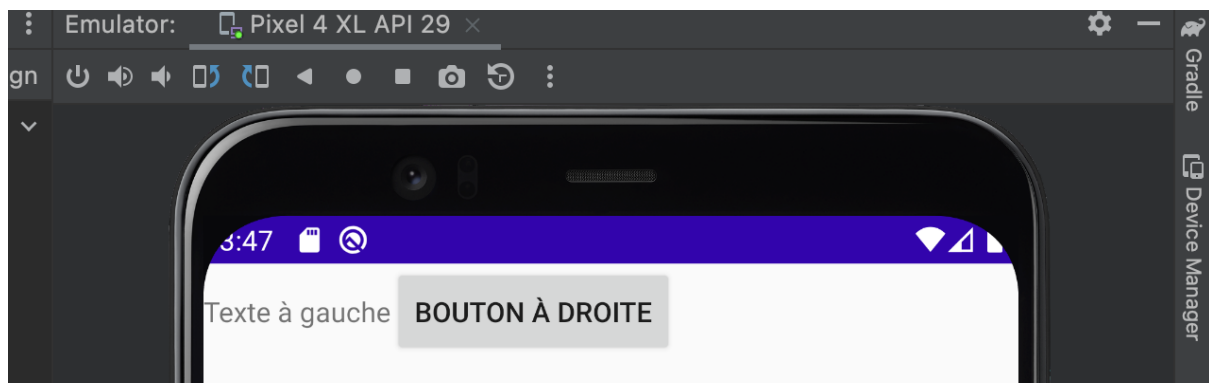 Emulator: Pixel 4 XL API 29
Gradle
gn
Device Manager
3:47
Texte à gauche BOUTON À DROITE